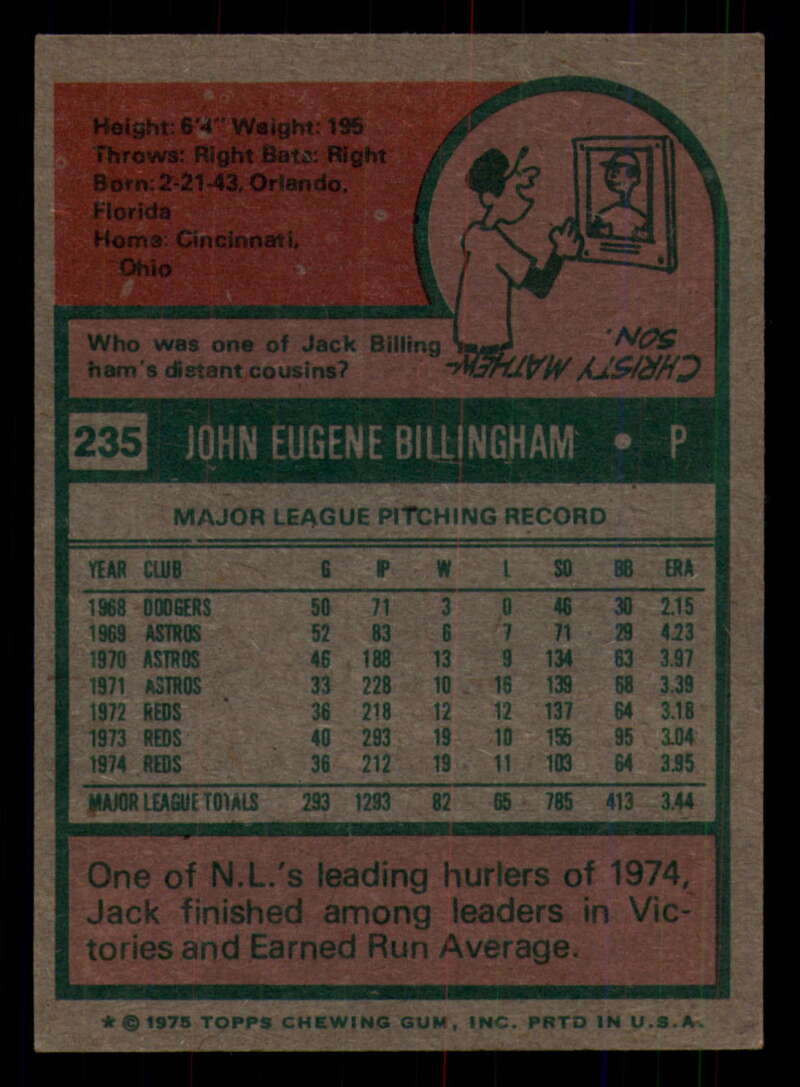 Height: 6'4" Weight: 195
Throws: Right Bats: Right
Born: 2-21-43, Orlando,
Florida
Home: Cincinnati,
Ohio
Who was one of Jack Billing
ham's distant cousins?
CHRISTY MATHEW-
SON.
235 JOHN EUGENE BILLINGHAM • P
MAJOR LEAGUE PITCHING RECORD
YEAR CLUB G IP W L SO BB ERA
1968 DODGERS 50 71 3 0 46 30 2.15
1969 ASTROS 52 83 6 7 71 29 4.23
1970 ASTROS 46 188 13 9 134 63 3.97
1971 ASTROS 33 228 10 16 139 68 3.39
1972 REDS 36 218 12 12 137 64 3.18
1973 REDS 40 293 19 10 155 95 3.04
1974 REDS 36 212 19 11 103 64 3.95
MAJOR LEAGUE TOTALS 293 1293 82 65 785 413 3.44
One of N.L.'s leading hurlers of 1974,
Jack finished among leaders in Vic-
tories and Earned Run Average.
* © 1975 TOPPS CHEWING GUM, INC. PRTD IN U.S.A.